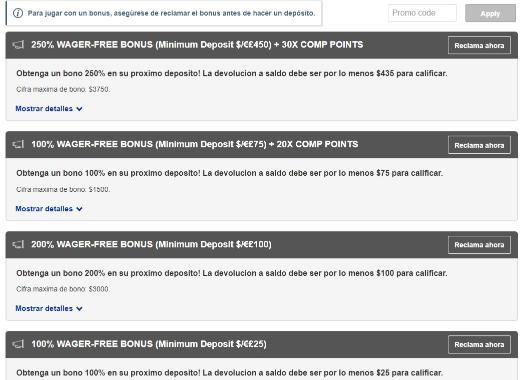 Para jugar con un bonus, asegúrese de reclamar el bonus antes de hacer un depósito.
Promo code
Apply
250% WAGER-FREE BONUS (Minimum Deposit $/€£450) + 30X COMP POINTS
Reclama ahora
Obtenga un bono 250% en su proximo deposito! La devolucion a saldo debe ser por lo menos $435 para calificar.
Cifra maxima de bono: $3750.
Mostrar detalles
100% WAGER-FREE BONUS (Minimum Deposit $/€£75) + 20X COMP POINTS
Reclama ahora
Obtenga un bono 100% en su proximo deposito! La devolucion a saldo debe ser por lo menos $75 para calificar.
Cifra maxima de bono: $1500.
Mostrar detalles
200% WAGER-FREE BONUS (Minimum Deposit $/€£100)
Reclama ahora
Obtenga un bono 200% en su proximo deposito! La devolucion a saldo debe ser por lo menos $100 para calificar.
Cifra maxima de bono: $3000.
Mostrar detalles
100% WAGER-FREE BONUS (Minimum Deposit $/€£25)
Reclama ahora
Obtenga un bono 100% en su proximo deposito! La devolucion a saldo debe ser por lo menos $25 para calificar.